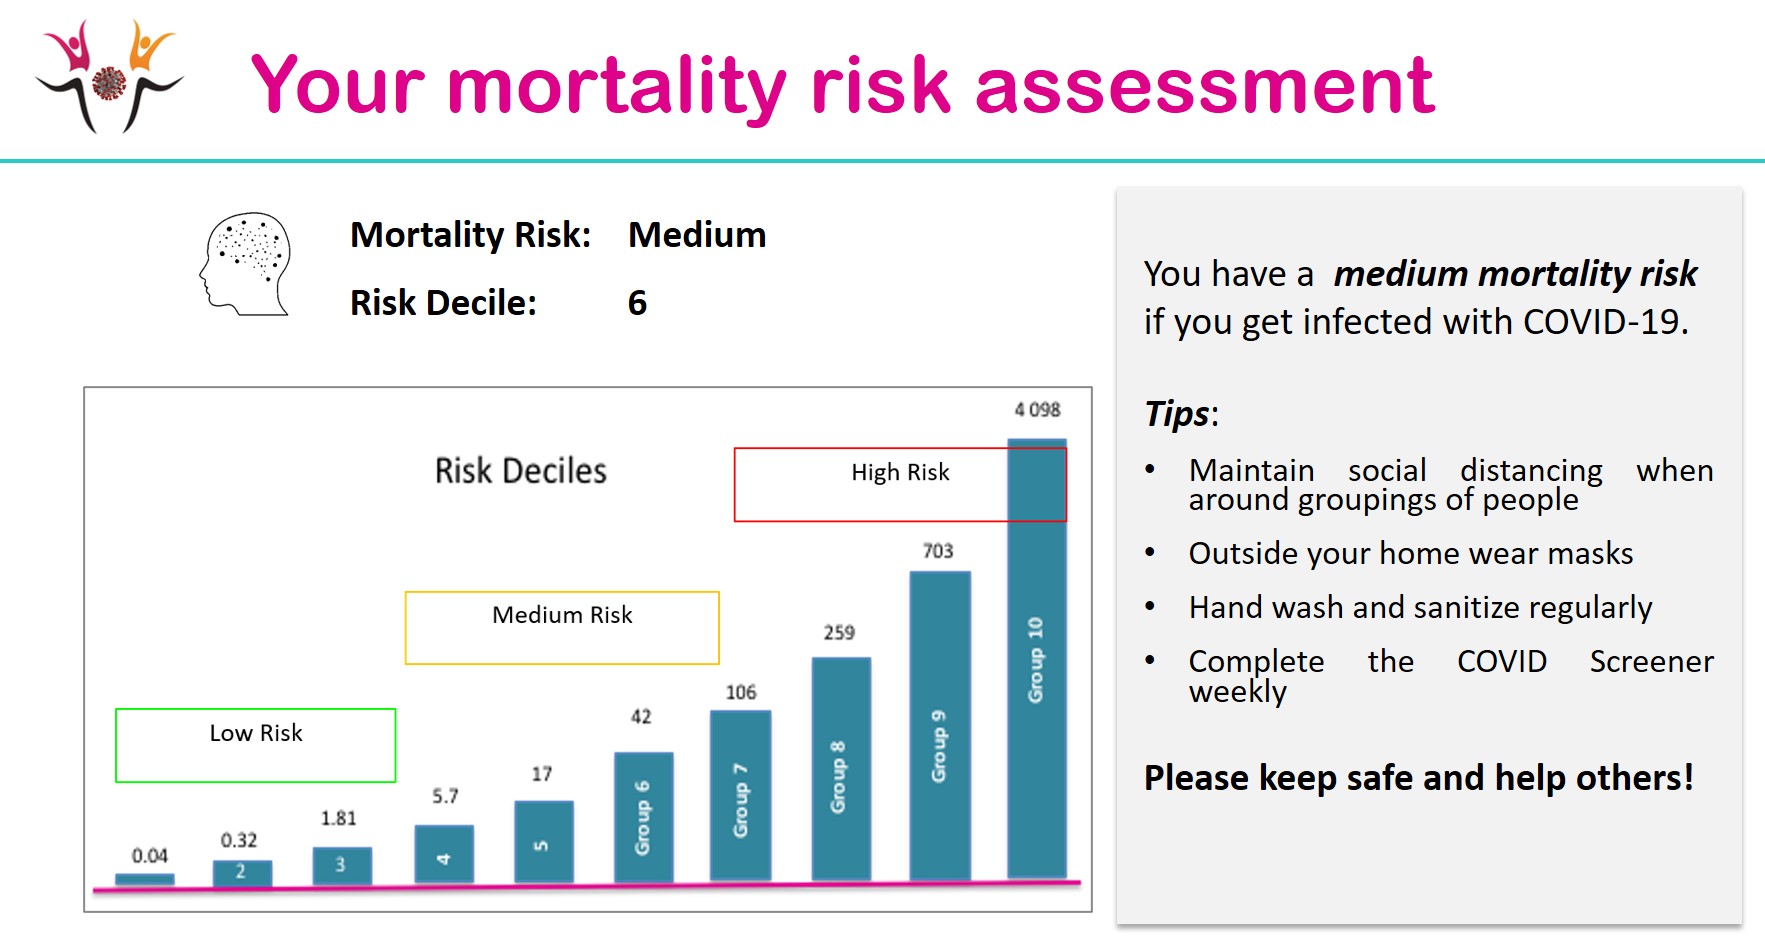 Your mortality risk assessment
Mortality Risk: Medium
Risk Decile: 6
Risk Deciles
Low Risk
Medium Risk
High Risk
0.04
0.32
1.81
5.7
17
42
106
259
703
4 098
2
3
4
5
Group 6
Group 7
Group 8
Group 9
Group 10
You have a medium mortality risk
if you get infected with COVID-19.
Tips:
• Maintain social distancing when
around groupings of people
• Outside your home wear masks
• Hand wash and sanitize regularly
• Complete the COVID Screener
weekly
Please keep safe and help others!